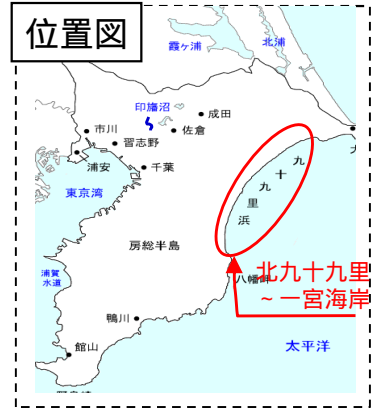 位置図
霞ヶ浦
北浦
印旛沼
成田
市川
佐倉
習志野
浦安
千葉
東京湾
九十九里浜
房総半島
浦賀
水道
八幡岬
北九十九里
~一宮海岸
鴨川
館山
太平洋